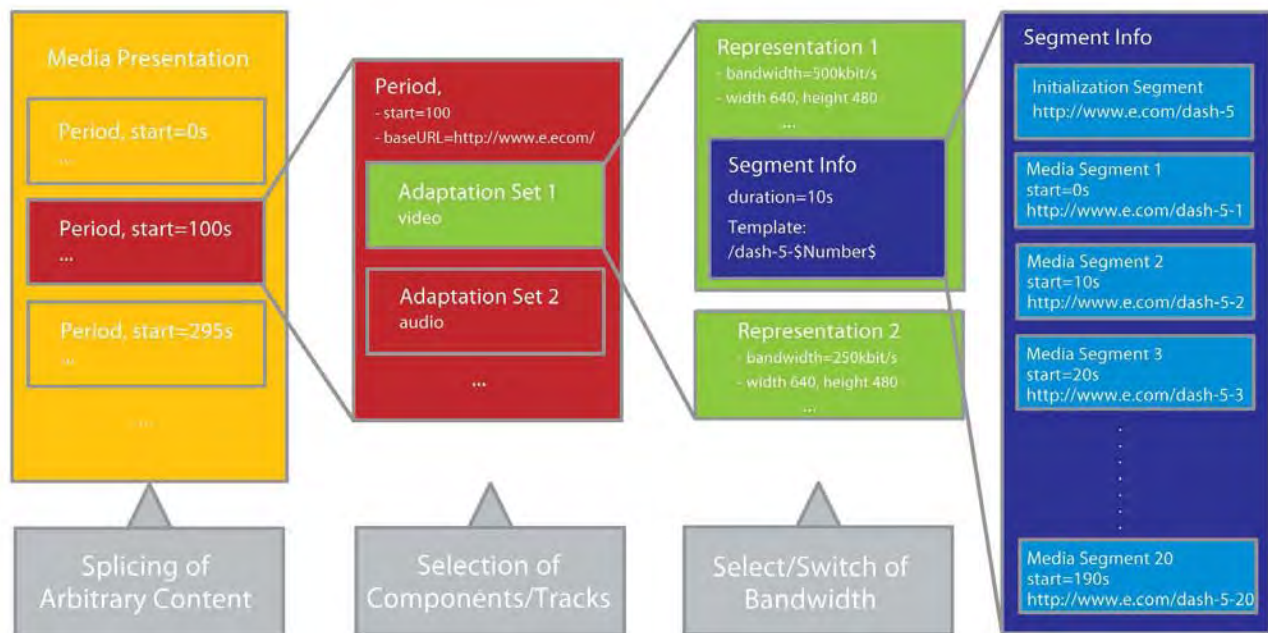 Media Presentation
Period, start=0s
...
Period, start=100s
...
Period, start=295s
...
....
Splicing of
Arbitrary Content
Period,
- start=100
- baseURL=http://www.e.ecom/
Adaptation Set 1
video
Adaptation Set 2
audio
...
Selection of
Components/Tracks
Representation 1
- bandwidth=500kbit/s
- width 640, height 480
...
Segment Info
duration=10s
Template:
/dash-5-$Number$
Representation 2
- bandwidth=250kbit/s
- width 640, height 480
...
Select/Switch of
Bandwidth
Segment Info
Initialization Segment
http://www.e.com/dash-5
Media Segment 1
start=0s
http://www.e.com/dash-5-1
Media Segment 2
start=10s
http://www.e.com/dash-5-2
Media Segment 3
start=20s
http://www.e.com/dash-5-3
Media Segment 20
start=190s
http://www.e.com/dash-5-20